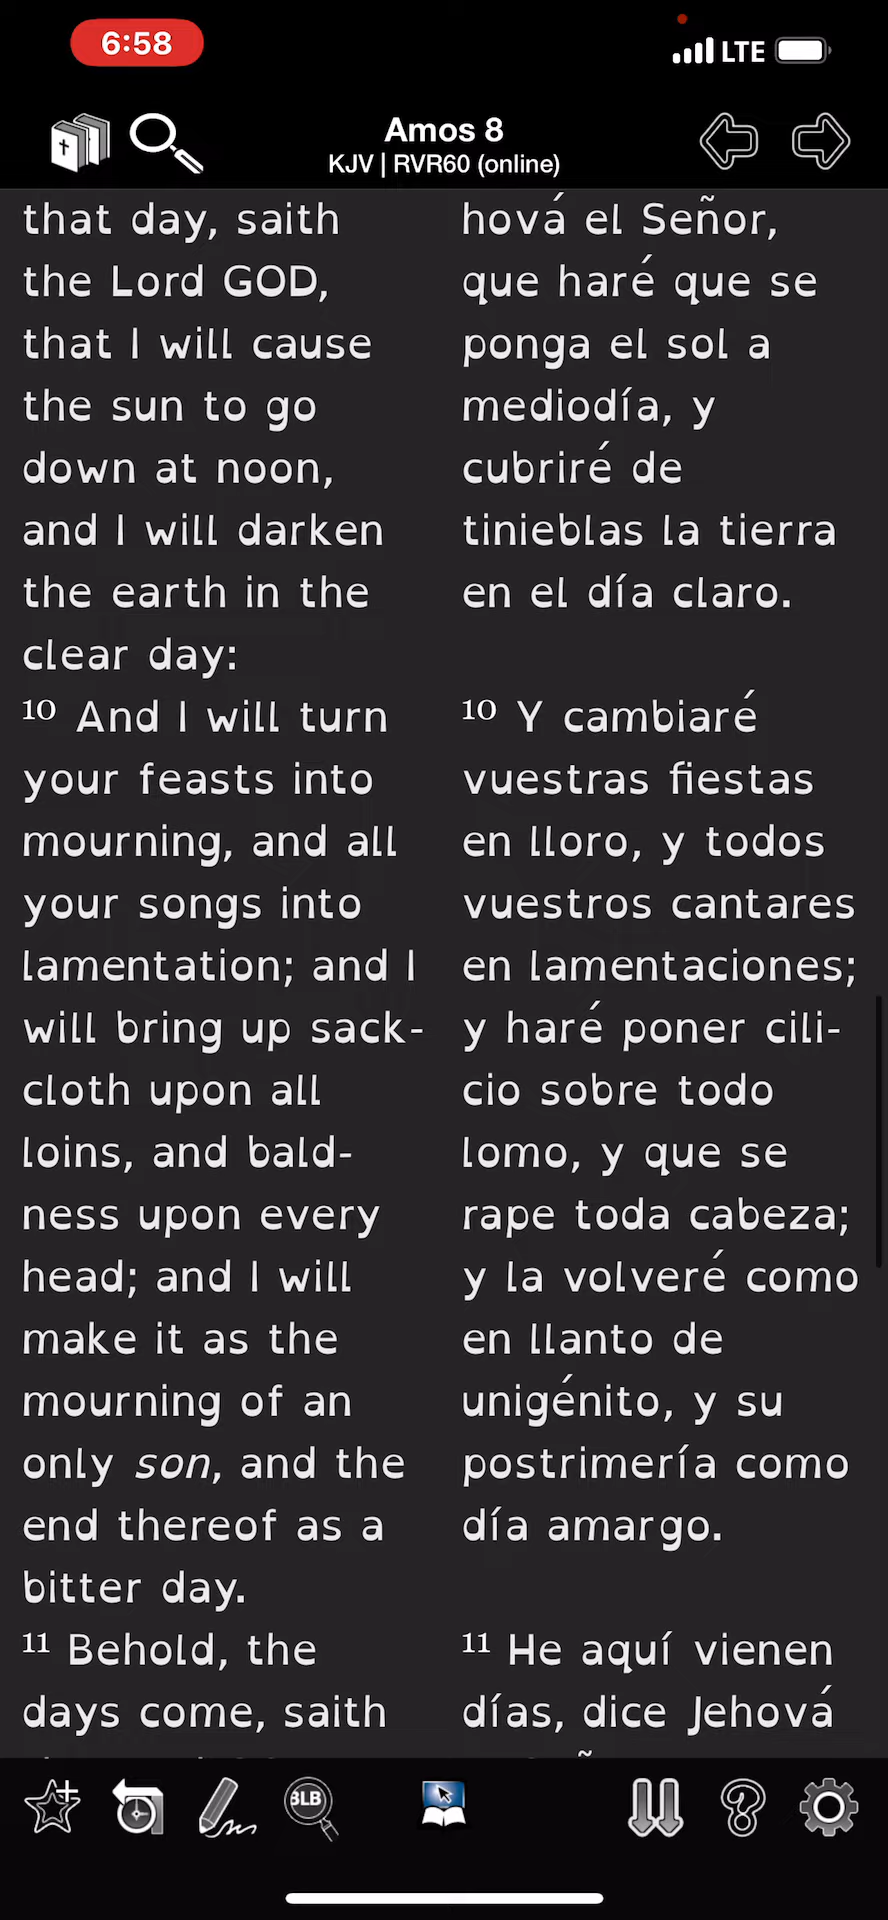 6:58
LTE
Amos 8
KJV | RVR60 (online)
that day, saith
the Lord GOD,
that I will cause
the sun to go
down at noon,
and I will darken
the earth in the
clear day:
10 And I will turn
your feasts into
mourning, and all
your songs into
lamentation; and I
will bring up sack-
cloth upon all
loins, and bald-
ness upon every
head; and I will
make it as the
mourning of an
only son, and the
end thereof as a
bitter day.
11 Behold, the
days come, saith
hová el Señor,
que haré que se
ponga el sol a
mediodía, y
cubriré de
tinieblas la tierra
en el día claro.
10 Y cambiaré
vuestras fiestas
en lloro, y todos
vuestros cantares
en lamentaciones;
y haré poner cili-
cio sobre todo
lomo, y que se
rape toda cabeza;
y la volveré como
en llanto de
unigénito, y su
postrimería como
día amargo.
11 He aquí vienen
días, dice Jehová
BLB